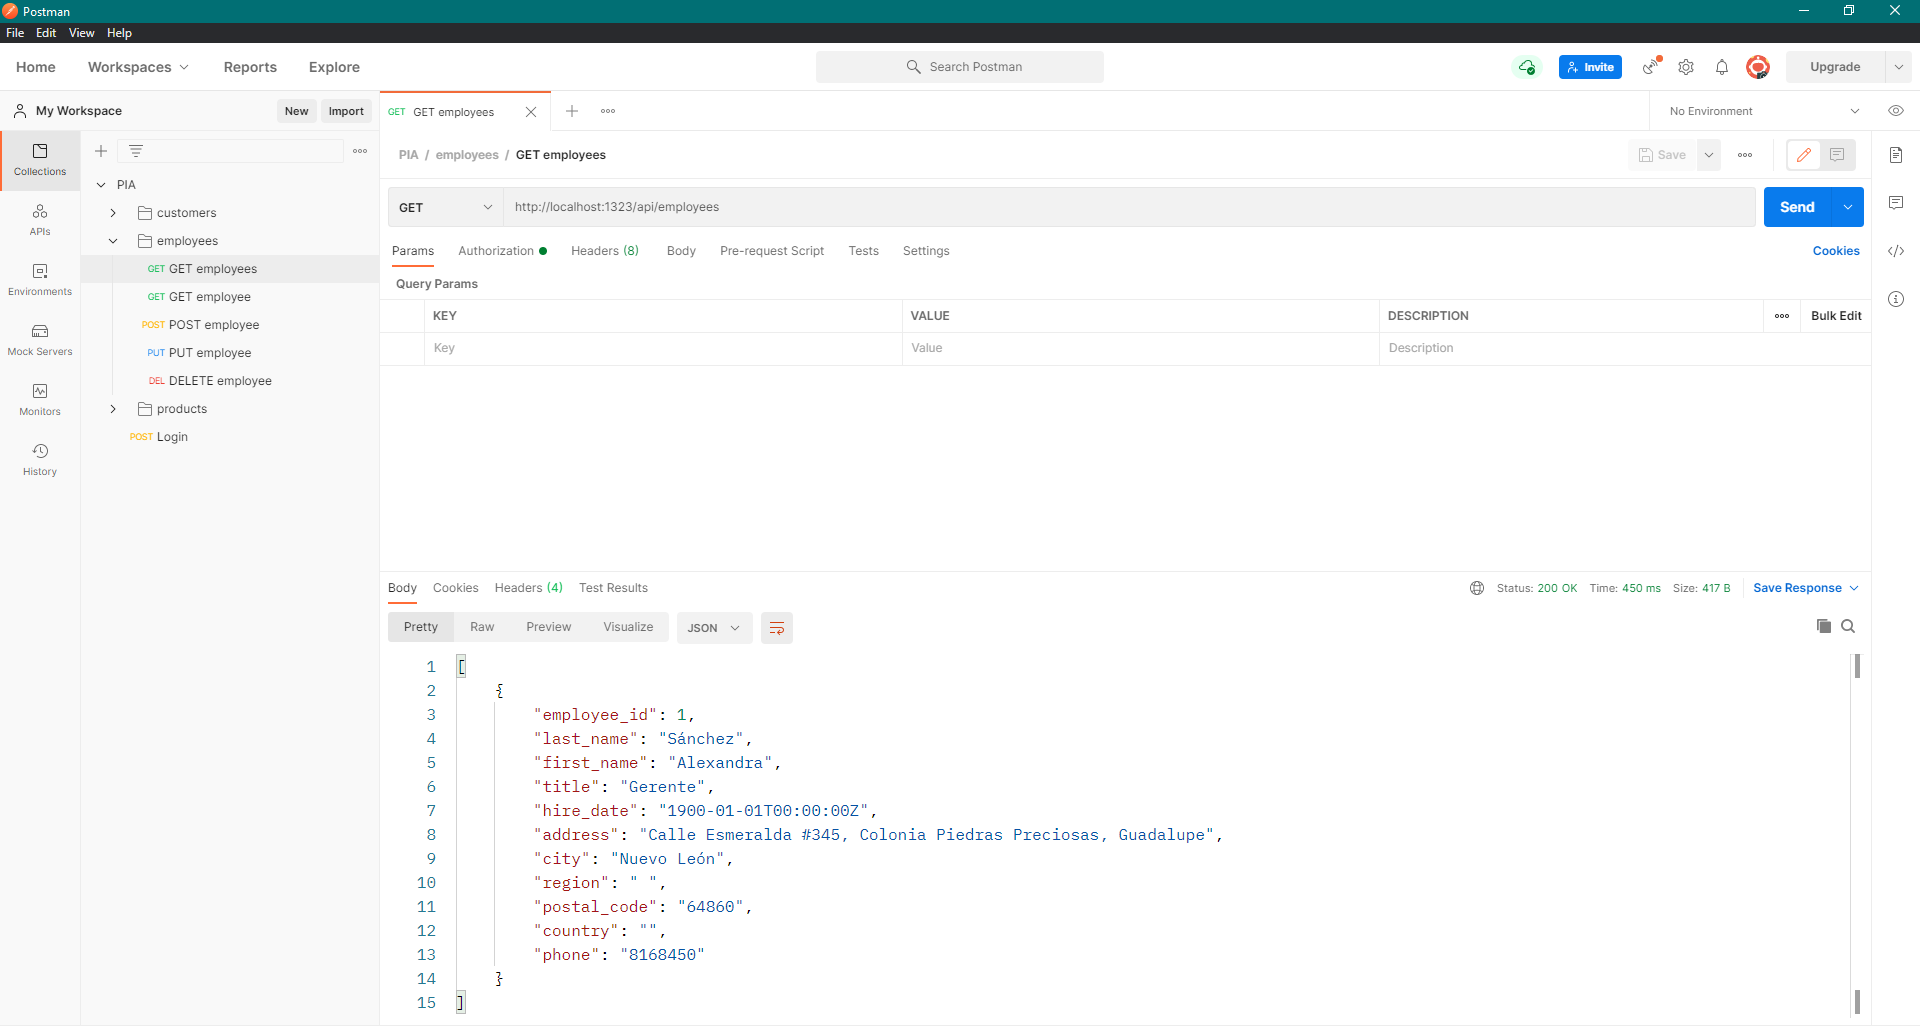 Postman
File Edit View Help
Home Workspaces Reports Explore Search Postman Invite Upgrade
My Workspace New Import GET GET employees No Environment
Collections
APIs
Environments
Mock Servers
Monitors
History
PIA
customers
employees
GET GET employees
GET GET employee
POST POST employee
PUT PUT employee
DEL DELETE employee
products
POST Login
PIA / employees / GET employees Save
GET http://localhost:1323/api/employees Send
Params Authorization Headers (8) Body Pre-request Script Tests Settings Cookies
Query Params
KEY VALUE DESCRIPTION Bulk Edit
Key Value Description
Body Cookies Headers (4) Test Results Status: 200 OK Time: 450 ms Size: 417 B Save Response
Pretty Raw Preview Visualize JSON
1 [
2 {
3 "employee_id": 1,
4 "last_name": "Sánchez",
5 "first_name": "Alexandra",
6 "title": "Gerente",
7 "hire_date": "1900-01-01T00:00:00Z",
8 "address": "Calle Esmeralda #345, Colonia Piedras Preciosas, Guadalupe",
9 "city": "Nuevo León",
10 "region": " ",
11 "postal_code": "64860",
12 "country": "",
13 "phone": "8168450"
14 }
15 ]